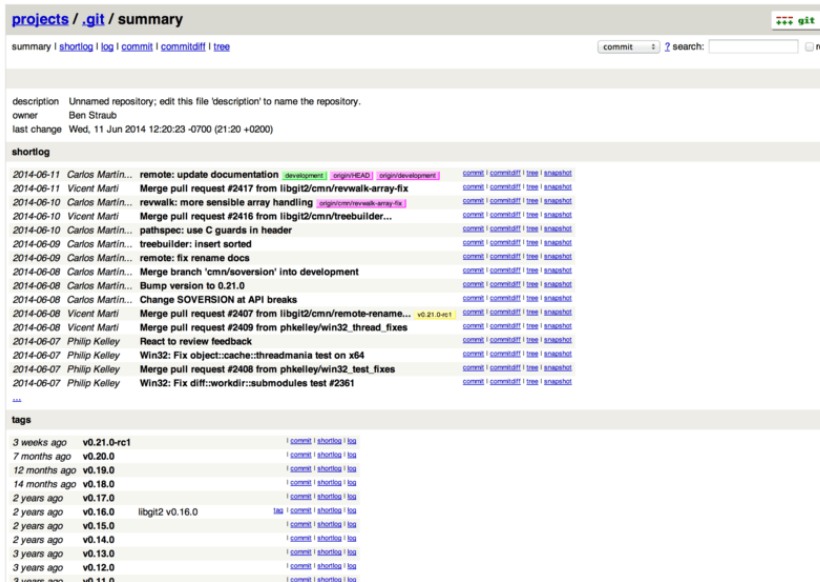 projects / .git / summary
git
summary | shortlog | log | commit | commitdiff | tree
commit ? search:
description Unnamed repository; edit this file 'description' to name the repository.
owner Ben Straub
last change Wed, 11 Jun 2014 12:20:23 -0700 (21:20 +0200)
shortlog
2014-06-11 Carlos Martín... remote: update documentation development origin/HEAD origin/development commit | commitdiff | tree | snapshot
2014-06-11 Vicent Marti Merge pull request #2417 from libgit2/cmn/revwalk-array-fix commit | commitdiff | tree | snapshot
2014-06-10 Carlos Martín... revwalk: more sensible array handling origin/cmn/revwalk-array-fix commit | commitdiff | tree | snapshot
2014-06-10 Vicent Marti Merge pull request #2416 from libgit2/cmn/treebuilder... commit | commitdiff | tree | snapshot
2014-06-10 Carlos Martín... pathspec: use C guards in header commit | commitdiff | tree | snapshot
2014-06-09 Carlos Martín... treebuilder: insert sorted commit | commitdiff | tree | snapshot
2014-06-09 Carlos Martín... remote: fix rename docs commit | commitdiff | tree | snapshot
2014-06-08 Carlos Martín... Merge branch 'cmn/soversion' into development commit | commitdiff | tree | snapshot
2014-06-08 Carlos Martín... Bump version to 0.21.0 commit | commitdiff | tree | snapshot
2014-06-08 Carlos Martín... Change SOVERSION at API breaks commit | commitdiff | tree | snapshot
2014-06-08 Vicent Marti Merge pull request #2407 from libgit2/cmn/remote-rename... v0.21.0-rc1 commit | commitdiff | tree | snapshot
2014-06-08 Vicent Marti Merge pull request #2409 from phkelley/win32_thread_fixes commit | commitdiff | tree | snapshot
2014-06-07 Philip Kelley React to review feedback commit | commitdiff | tree | snapshot
2014-06-07 Philip Kelley Win32: Fix object::cache::threadmania test on x64 commit | commitdiff | tree | snapshot
2014-06-07 Philip Kelley Merge pull request #2408 from phkelley/win32_test_fixes commit | commitdiff | tree | snapshot
2014-06-07 Philip Kelley Win32: Fix diff::workdir::submodules test #2361 commit | commitdiff | tree | snapshot
...
tags
3 weeks ago v0.21.0-rc1 | commit | shortlog | log
7 months ago v0.20.0 | commit | shortlog | log
12 months ago v0.19.0 | commit | shortlog | log
14 months ago v0.18.0 | commit | shortlog | log
2 years ago v0.17.0 | commit | shortlog | log
2 years ago v0.16.0 libgit2 v0.16.0 tag | commit | shortlog | log
2 years ago v0.15.0 | commit | shortlog | log
2 years ago v0.14.0 | commit | shortlog | log
3 years ago v0.13.0 | commit | shortlog | log
3 years ago v0.12.0 | commit | shortlog | log
3 years ago v0.11.0 | commit | shortlog | log